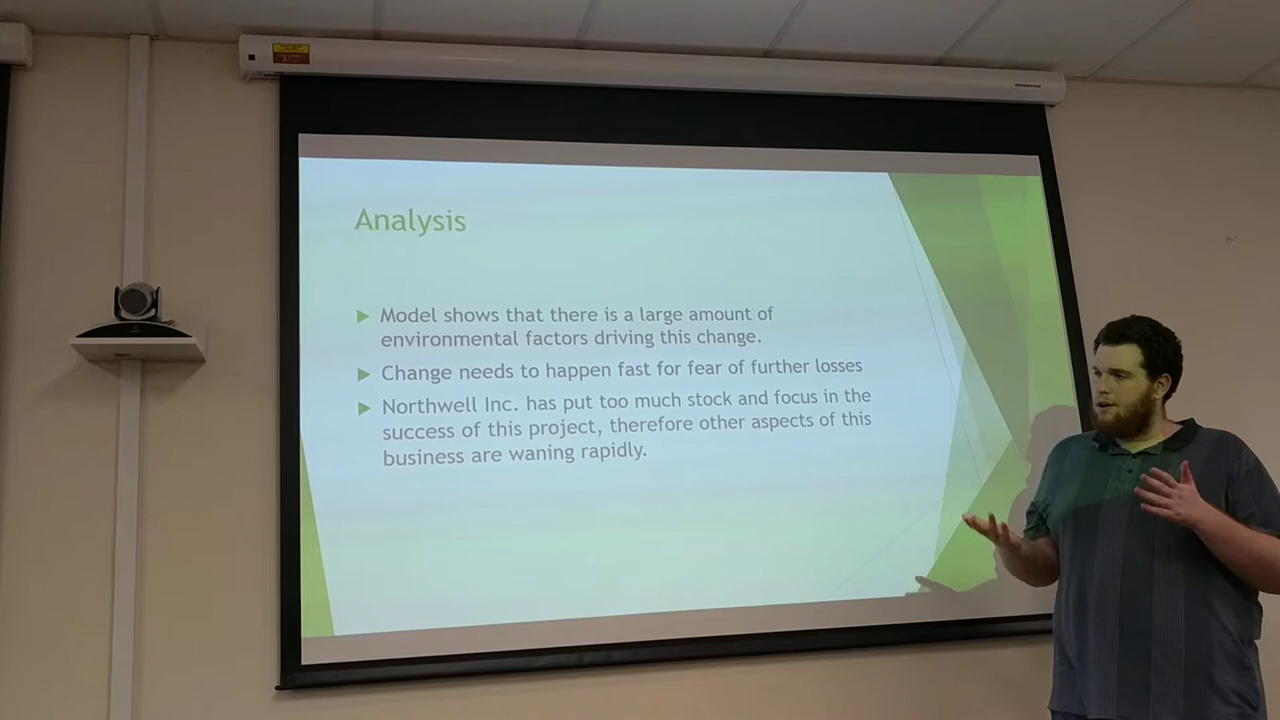 Analysis
Model shows that there is a large amount of
environmental factors driving this change.
Change needs to happen fast for fear of further losses
Northwell Inc. has put too much stock and focus in the
success of this project, therefore other aspects of this
business are waning rapidly.